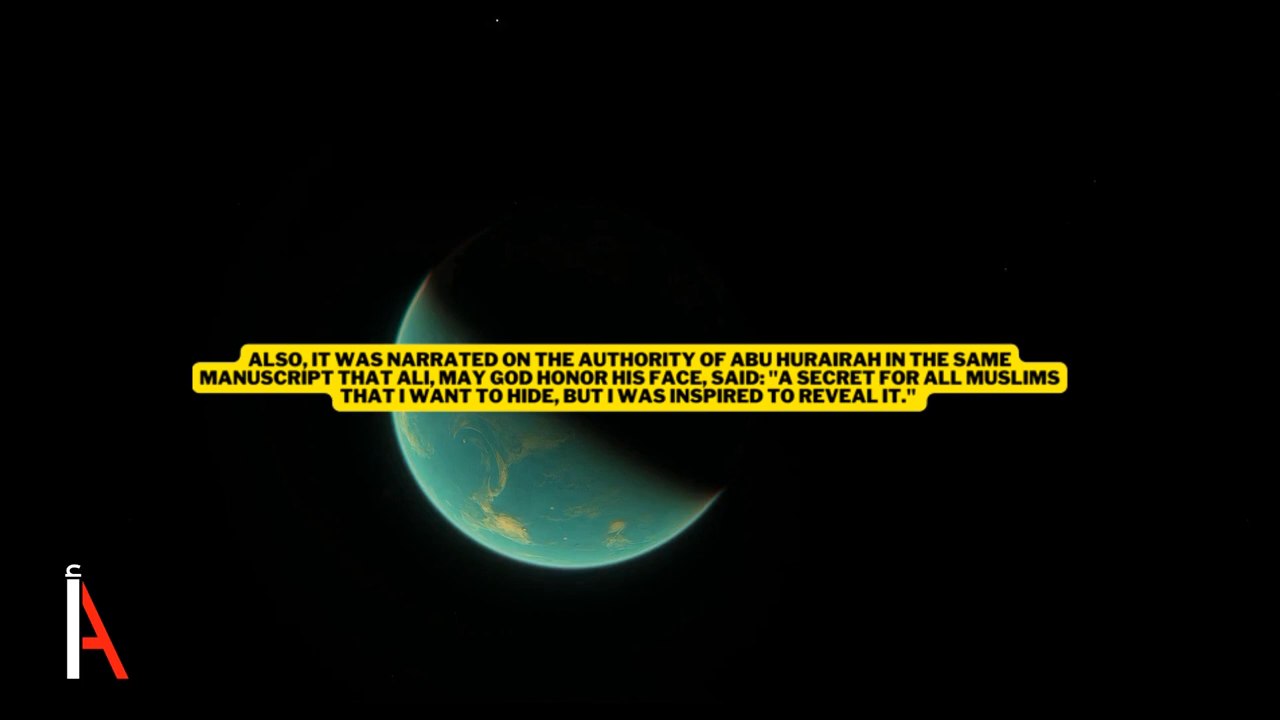 ALSO, IT WAS NARRATED ON THE AUTHORITY OF ABU HURAIRAH IN THE SAME
MANUSCRIPT THAT ALI, MAY GOD HONOR HIS FACE, SAID: "A SECRET FOR ALL MUSLIMS
THAT I WANT TO HIDE, BUT I WAS INSPIRED TO REVEAL IT."
أA